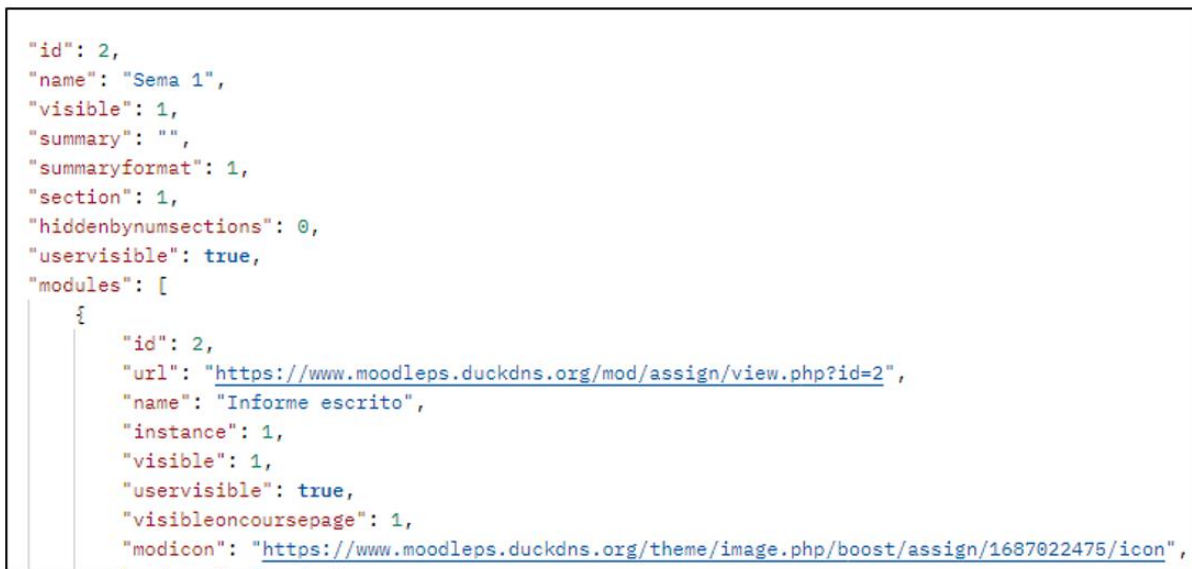 "id": 2,
"name": "Sema 1",
"visible": 1,
"summary": "",
"summaryformat": 1,
"section": 1,
"hiddenbynumsections": 0,
"uservisible": true,
"modules": [
{
"id": 2,
"url": "https://www.moodleps.duckdns.org/mod/assign/view.php?id=2",
"name": "Informe escrito",
"instance": 1,
"visible": 1,
"uservisible": true,
"visibleoncoursepage": 1,
"modicon": "https://www.moodleps.duckdns.org/theme/image.php/boost/assign/1687022475/icon",